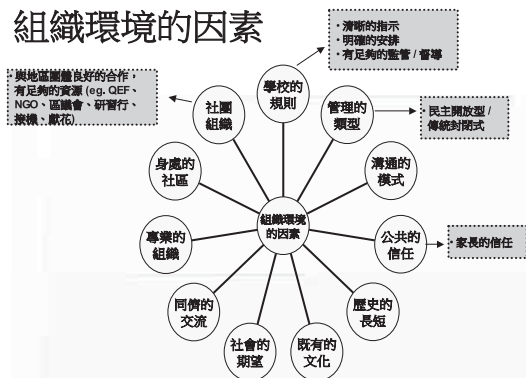 組織環境的因素
· 清晰的指示
· 明確的安排
· 有足夠的監管 / 督導
· 與地區團體良好的合作，
有足夠的資源 (eg. QEF、
NGO、區議會、研習行、
接機、獻花)
學校的
規則
社團
組織
管理的
類型
· 民主開放型 /
傳統封閉式
身處的
社區
溝通的
模式
組織環境
的因素
專業的
組織
公共的
信任
· 家長的信任
同儕的
交流
歷史的
長短
社會的
期望
既有的
文化